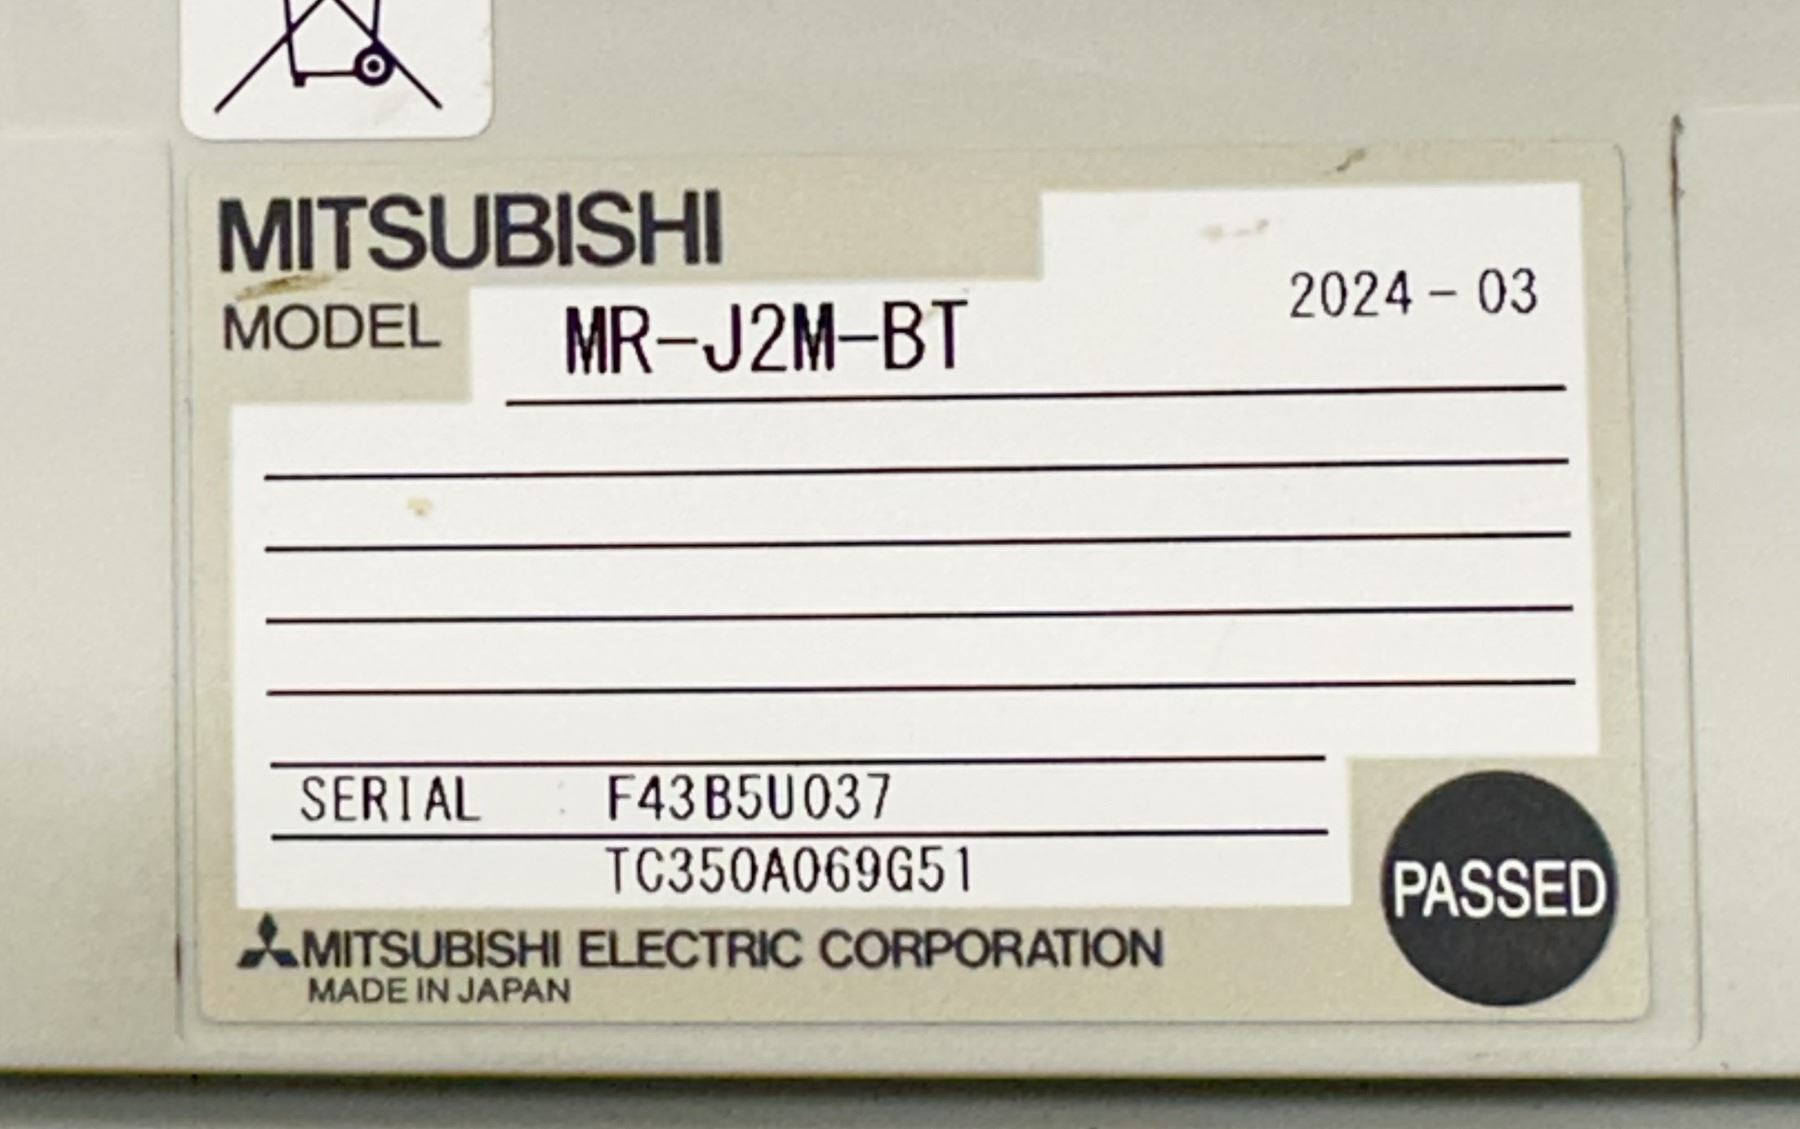 MITSUBISHI
2024-03
MODEL MR-J2M-BT
SERIAL F43B5U037
TC350A069G51
PASSED
MITSUBISHI ELECTRIC CORPORATION
MADE IN JAPAN